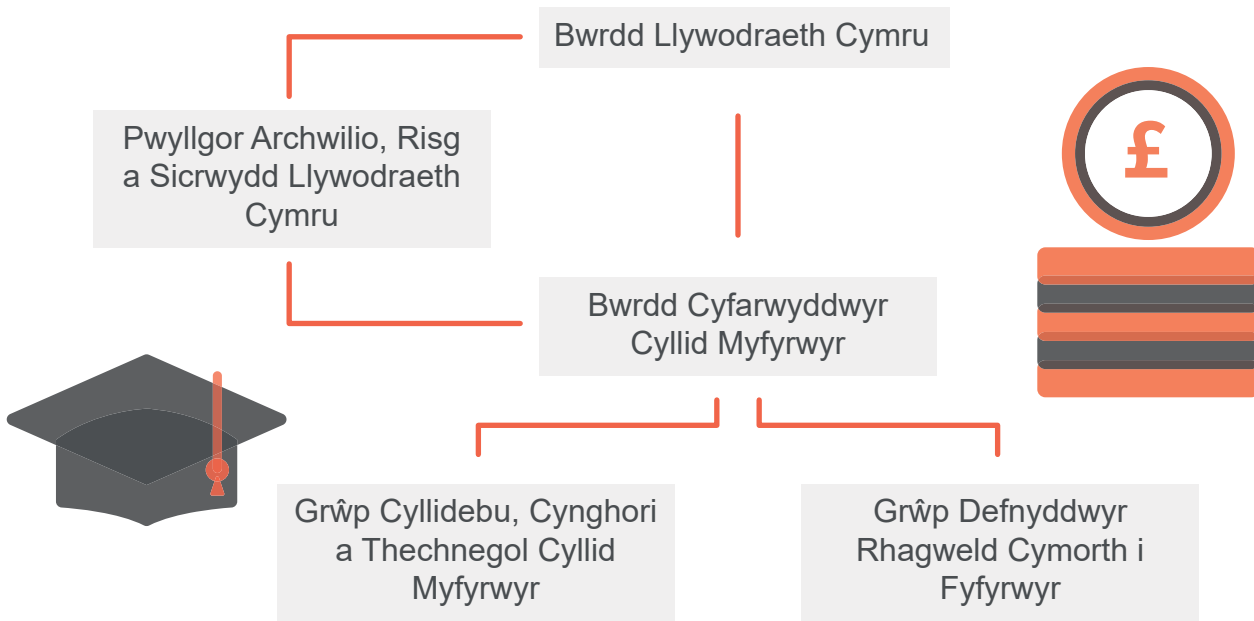 Bwrdd Llywodraeth Cymru
Pwyllgor Archwilio, Risg
a Sicrwydd Llywodraeth
Cymru
£
Bwrdd Cyfarwyddwyr
Cyllid Myfyrwyr
Grŵp Cyllidebu, Cynghori
a Thechnegol Cyllid
Myfyrwyr
Grŵp Defnyddwyr
Rhagweld Cymorth i
Fyfyrwyr